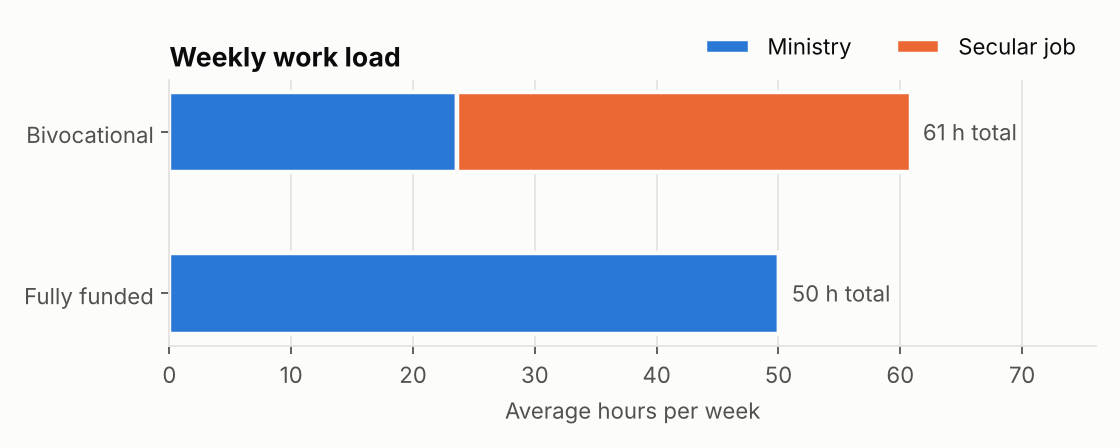 Weekly work load
Ministry
Secular job
Bivocational
61 h total
Fully funded
50 h total
0 10 20 30 40 50 60 70
Average hours per week